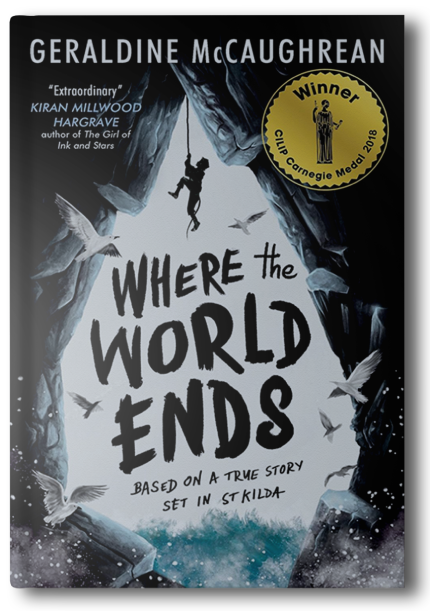 GERALDINE McCAUGHREAN
"Extraordinary"
KIRAN MILLWOOD
HARGRAVE
author of The Girl of
Ink and Stars
Winner
CILIP Carnegie Medal 2018
WHERE the
WORLD
ENDS
BASED ON A TRUE STORY
SET IN ST KILDA